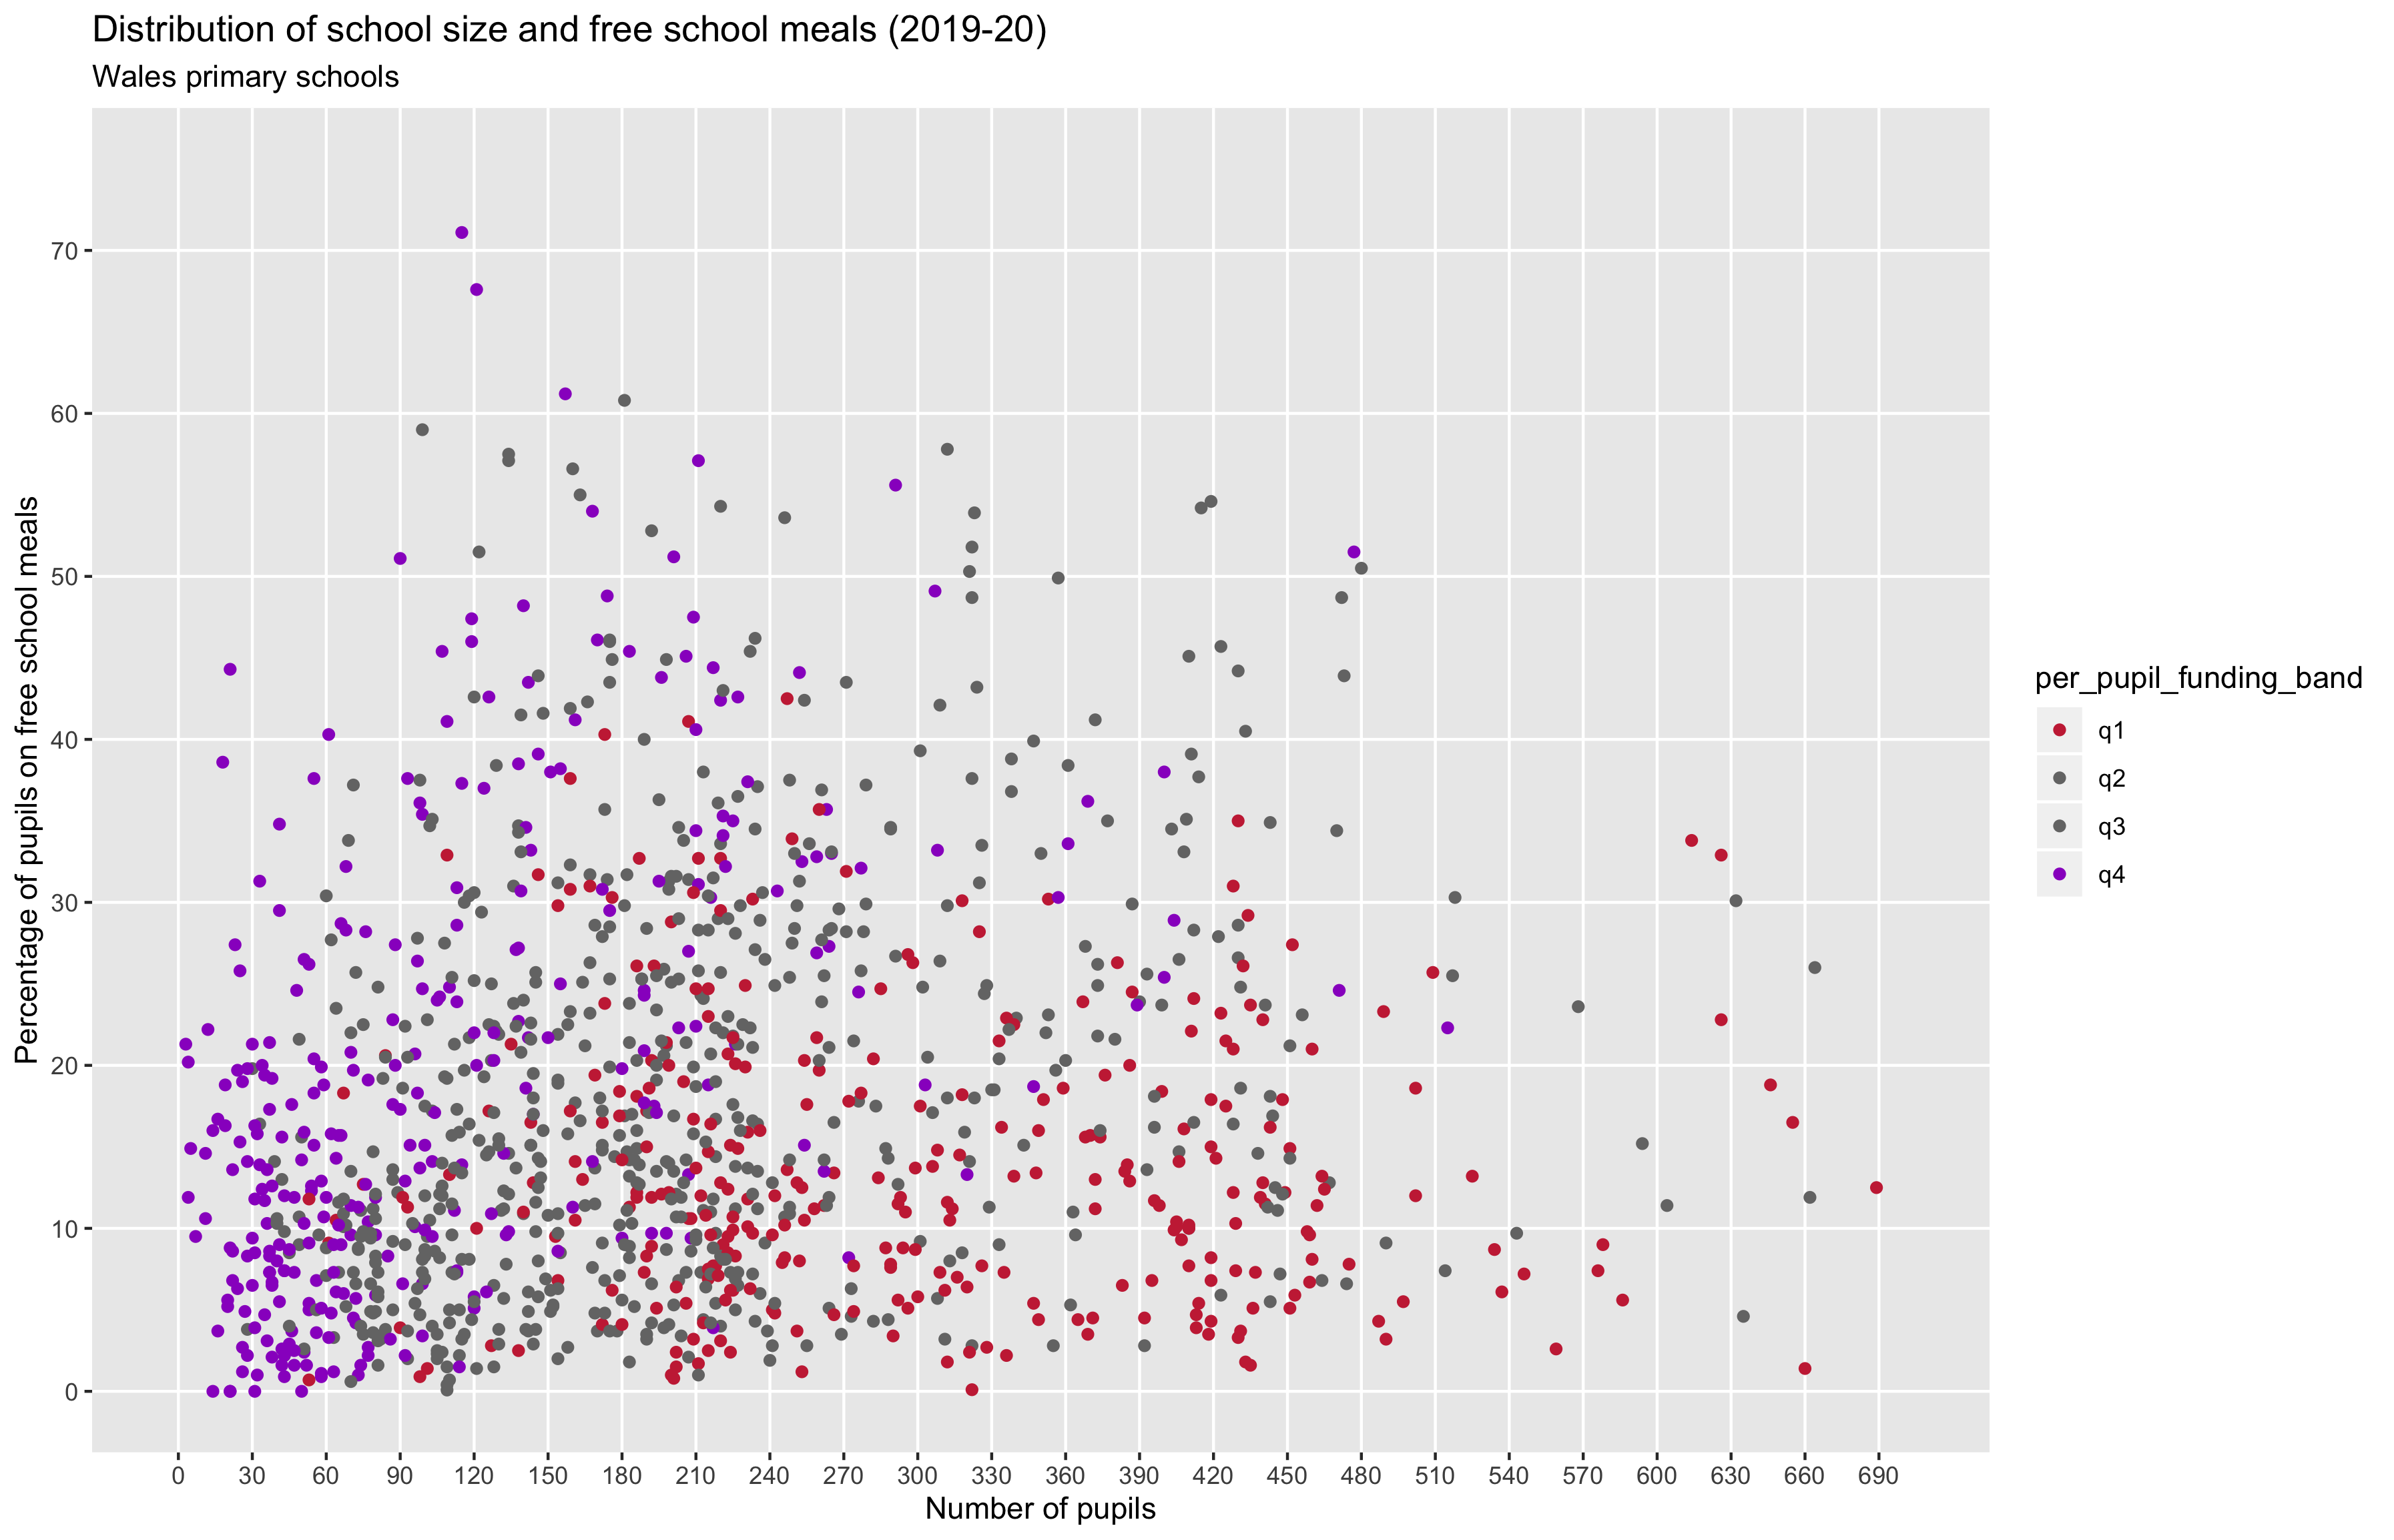 Distribution of school size and free school meals (2019-20)
Wales primary schools
Percentage of pupils on free school meals
70
60
50
40
30
20
10
0
0 30 60 90 120 150 180 210 240 270 300 330 360 390 420 450 480 510 540 570 600 630 660 690
Number of pupils
per_pupil_funding_band
q1
q2
q3
q4